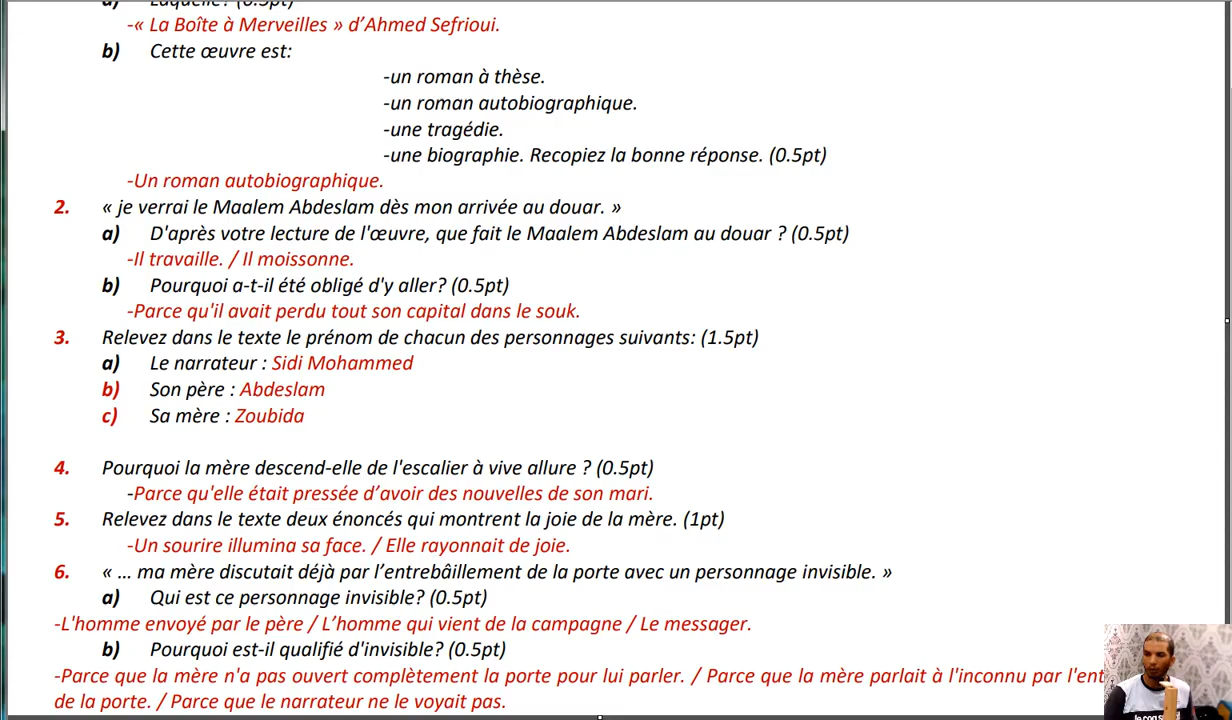 a) Laquelle? (0.5pt)
-« La Boîte à Merveilles » d’Ahmed Sefrioui.
b) Cette œuvre est:
-un roman à thèse.
-un roman autobiographique.
-une tragédie.
-une biographie. Recopiez la bonne réponse. (0.5pt)
-Un roman autobiographique.
2. « je verrai le Maalem Abdeslam dès mon arrivée au douar. »
a) D'après votre lecture de l'œuvre, que fait le Maalem Abdeslam au douar ? (0.5pt)
-Il travaille. / Il moissonne.
b) Pourquoi a-t-il été obligé d'y aller? (0.5pt)
-Parce qu'il avait perdu tout son capital dans le souk.
3. Relevez dans le texte le prénom de chacun des personnages suivants: (1.5pt)
a) Le narrateur : Sidi Mohammed
b) Son père : Abdeslam
c) Sa mère : Zoubida
4. Pourquoi la mère descend-elle de l'escalier à vive allure ? (0.5pt)
-Parce qu'elle était pressée d’avoir des nouvelles de son mari.
5. Relevez dans le texte deux énoncés qui montrent la joie de la mère. (1pt)
-Un sourire illumina sa face. / Elle rayonnait de joie.
6. « … ma mère discutait déjà par l’entrebâillement de la porte avec un personnage invisible. »
a) Qui est ce personnage invisible? (0.5pt)
-L'homme envoyé par le père / L’homme qui vient de la campagne / Le messager.
b) Pourquoi est-il qualifié d'invisible? (0.5pt)
-Parce que la mère n'a pas ouvert complètement la porte pour lui parler. / Parce que la mère parlait à l'inconnu par l'ent
de la porte. / Parce que le narrateur ne le voyait pas.